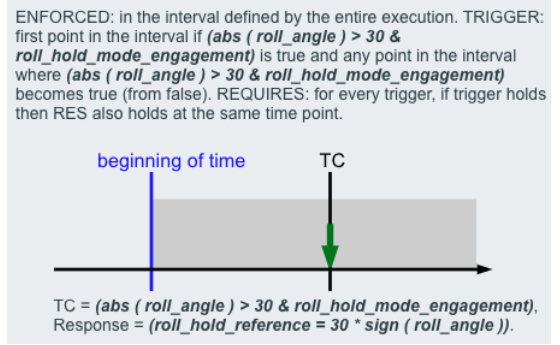 ENFORCED: in the interval defined by the entire execution. TRIGGER:
first point in the interval if (abs ( roll_angle ) > 30 &
roll_hold_mode_engagement) is true and any point in the interval
where (abs ( roll_angle ) > 30 & roll_hold_mode_engagement)
becomes true (from false). REQUIRES: for every trigger, if trigger holds
then RES also holds at the same time point.
beginning of time TC
TC = (abs ( roll_angle ) > 30 & roll_hold_mode_engagement),
Response = (roll_hold_reference = 30 * sign ( roll_angle )).